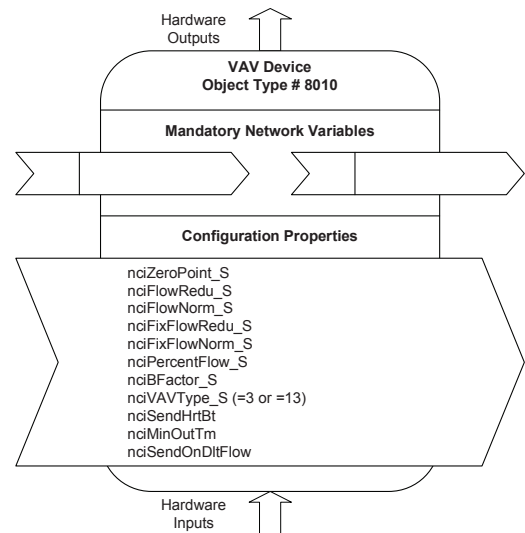 Hardware
Outputs
VAV Device
Object Type # 8010
Mandatory Network Variables
Configuration Properties
nciZeroPoint_S
nciFlowRedu_S
nciFlowNorm_S
nciFixFlowRedu_S
nciFixFlowNorm_S
nciPercentFlow_S
nciBFactor_S
nciVAVType_S (=3 or =13)
nciSendHrtBt
nciMinOutTm
nciSendOnDltFlow
Hardware
Inputs